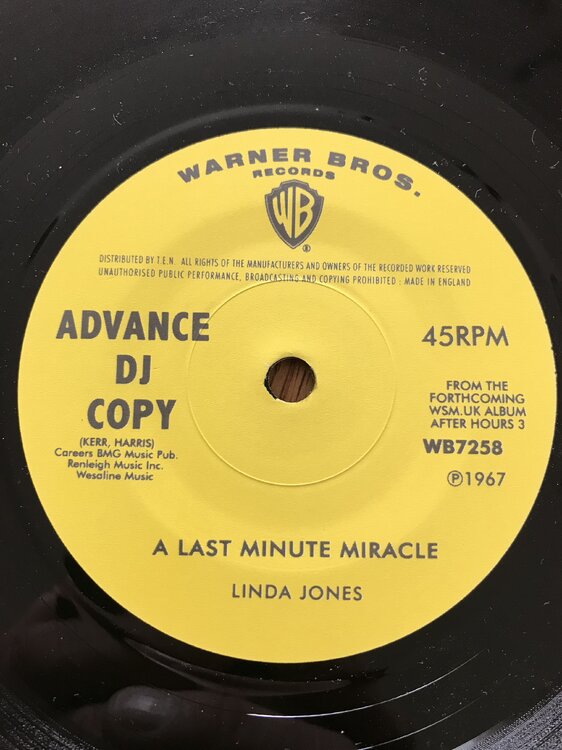 WARNER BROS.
RECORDS
WB
®
DISTRIBUTED BY T.E.N. ALL RIGHTS OF THE MANUFACTURERS AND OWNERS OF THE RECORDED WORK RESERVED
UNAUTHORISED PUBLIC PERFORMANCE, BROADCASTING AND COPYING PROHIBITED : MADE IN ENGLAND
ADVANCE
DJ
COPY
(KERR, HARRIS)
Careers BMG Music Pub.
Renleigh Music Inc.
Wesaline Music
45RPM
FROM THE
FORTHCOMING
WSM.UK ALBUM
AFTER HOURS 3
WB7258
℗1967
A LAST MINUTE MIRACLE
LINDA JONES